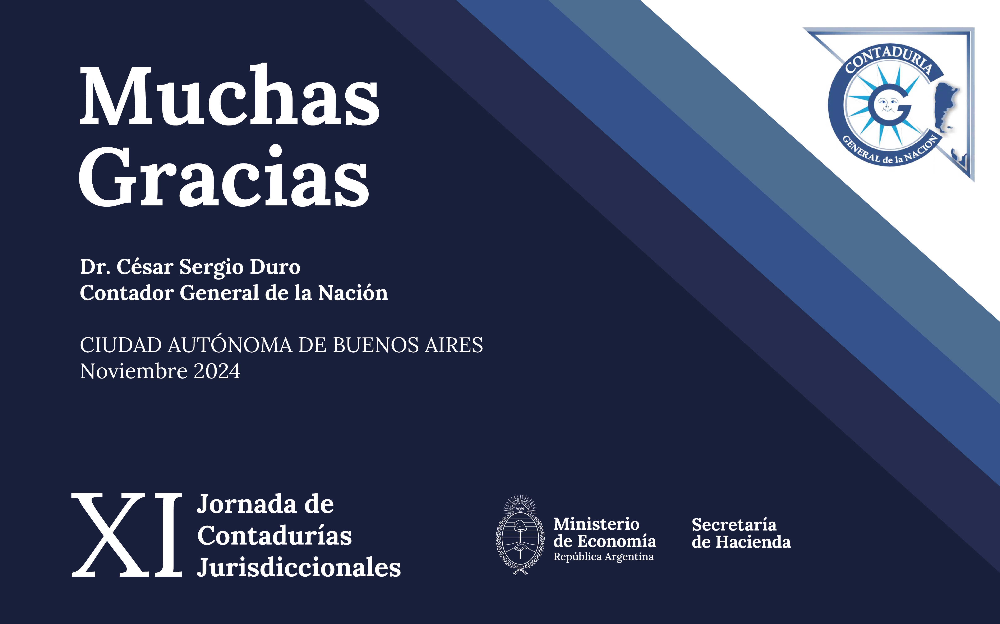 Muchas
Gracias
Dr. César Sergio Duro
Contador General de la Nación
CIUDAD AUTÓNOMA DE BUENOS AIRES
Noviembre 2024
CONTADURIA
G
GENERAL de la NACION
XI
Jornada de
Contadurías
Jurisdiccionales
Ministerio
de Economía
República Argentina
Secretaría
de Hacienda